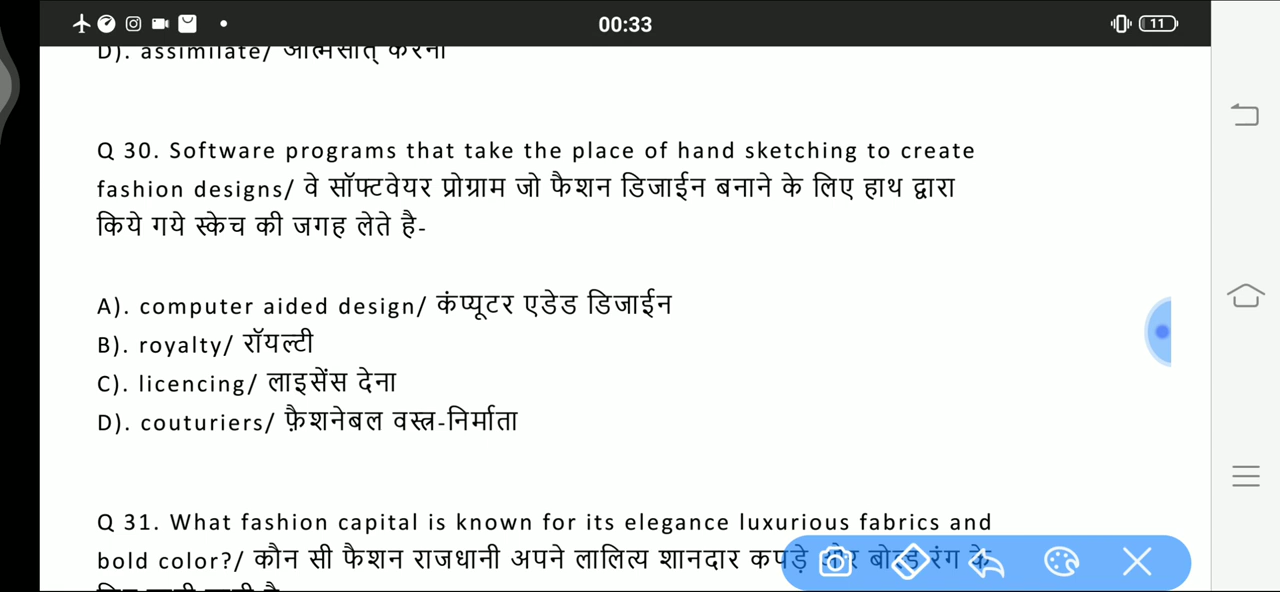 00:33
11
D). assimilate/ आत्मसात् करना
Q 30. Software programs that take the place of hand sketching to create
fashion designs/ वे सॉफ्टवेयर प्रोग्राम जो फैशन डिजाईन बनाने के लिए हाथ द्वारा
किये गये स्केच की जगह लेते है-
A). computer aided design/ कंप्यूटर एडेड डिजाईन
B). royalty/ रॉयल्टी
C). licencing/ लाइसेंस देना
D). couturiers/ फ़ैशनेबल वस्त्र-निर्माता
Q 31. What fashion capital is known for its elegance luxurious fabrics and
bold color?/ कौन सी फैशन राजधानी अपने लालित्य शानदार कपड़े और बोल्ड रंग के